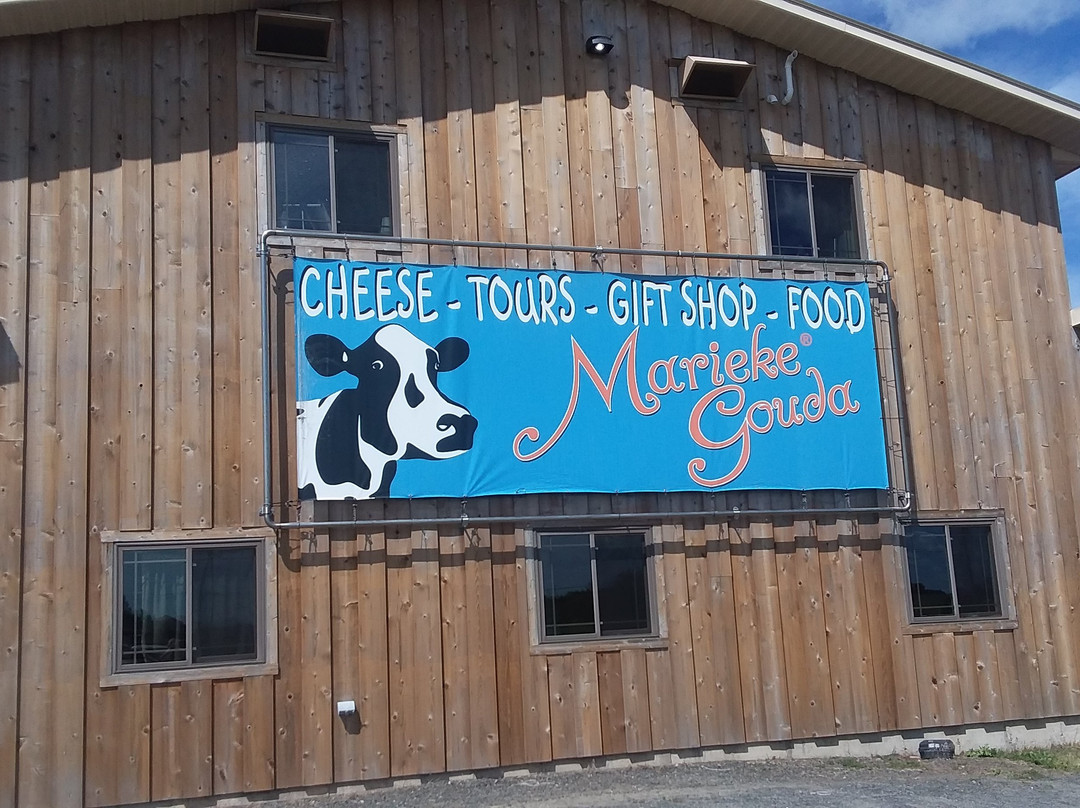 CHEESE - TOURS - GIFT SHOP - FOOD
Marieke®
Gouda